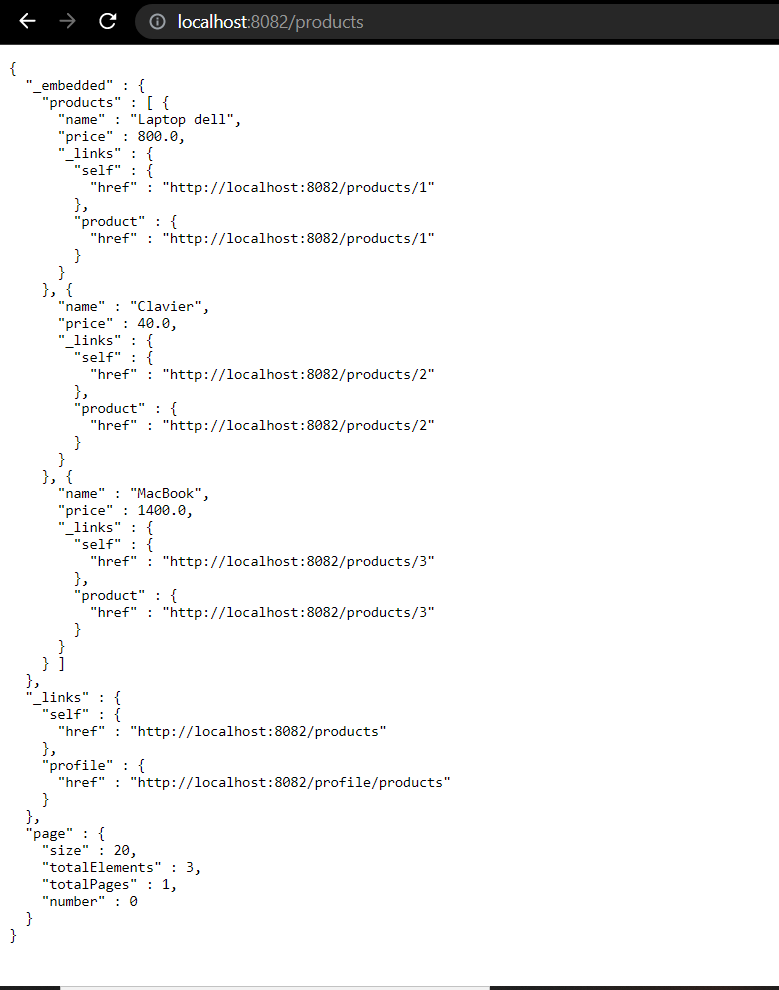 localhost:8082/products
{
  "_embedded" : {
    "products" : [ {
      "name" : "Laptop dell",
      "price" : 800.0,
      "_links" : {
        "self" : {
          "href" : "http://localhost:8082/products/1"
        },
        "product" : {
          "href" : "http://localhost:8082/products/1"
        }
      }
    }, {
      "name" : "Clavier",
      "price" : 40.0,
      "_links" : {
        "self" : {
          "href" : "http://localhost:8082/products/2"
        },
        "product" : {
          "href" : "http://localhost:8082/products/2"
        }
      }
    }, {
      "name" : "MacBook",
      "price" : 1400.0,
      "_links" : {
        "self" : {
          "href" : "http://localhost:8082/products/3"
        },
        "product" : {
          "href" : "http://localhost:8082/products/3"
        }
      }
    } ]
  },
  "_links" : {
    "self" : {
      "href" : "http://localhost:8082/products"
    },
    "profile" : {
      "href" : "http://localhost:8082/profile/products"
    }
  },
  "page" : {
    "size" : 20,
    "totalElements" : 3,
    "totalPages" : 1,
    "number" : 0
  }
}